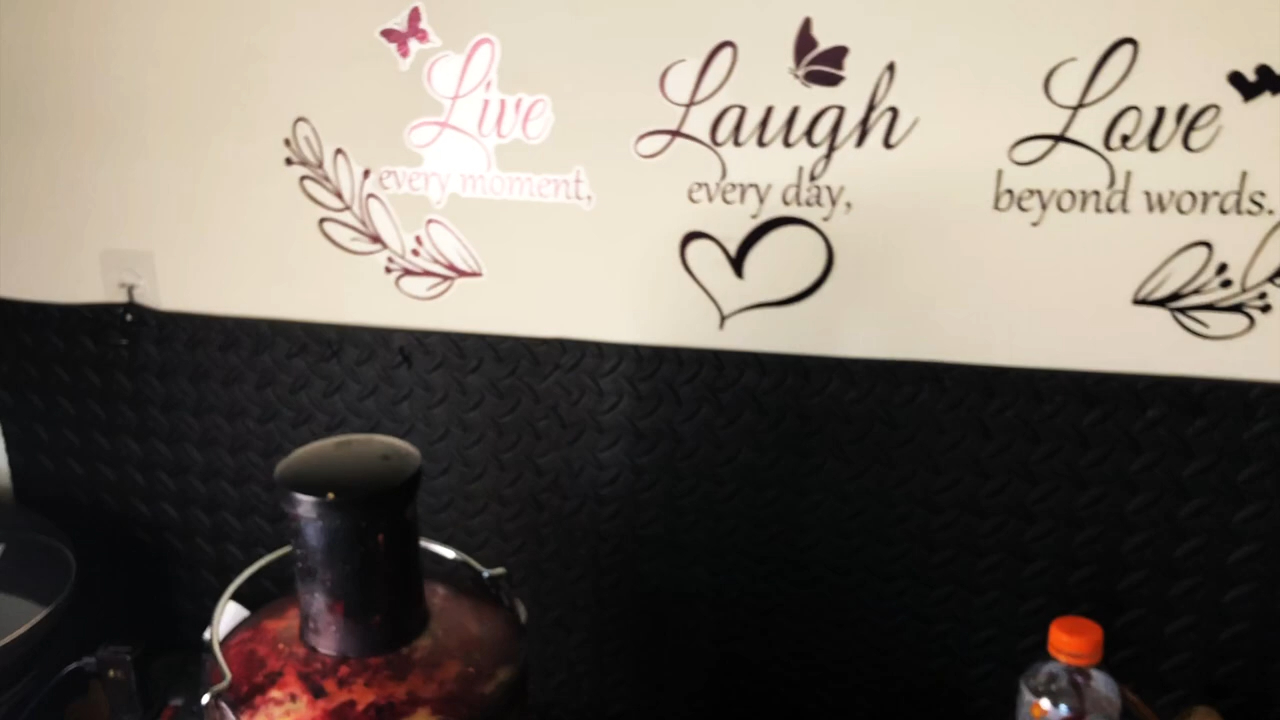 Live
every moment,
Laugh
every day,
Love
beyond words.